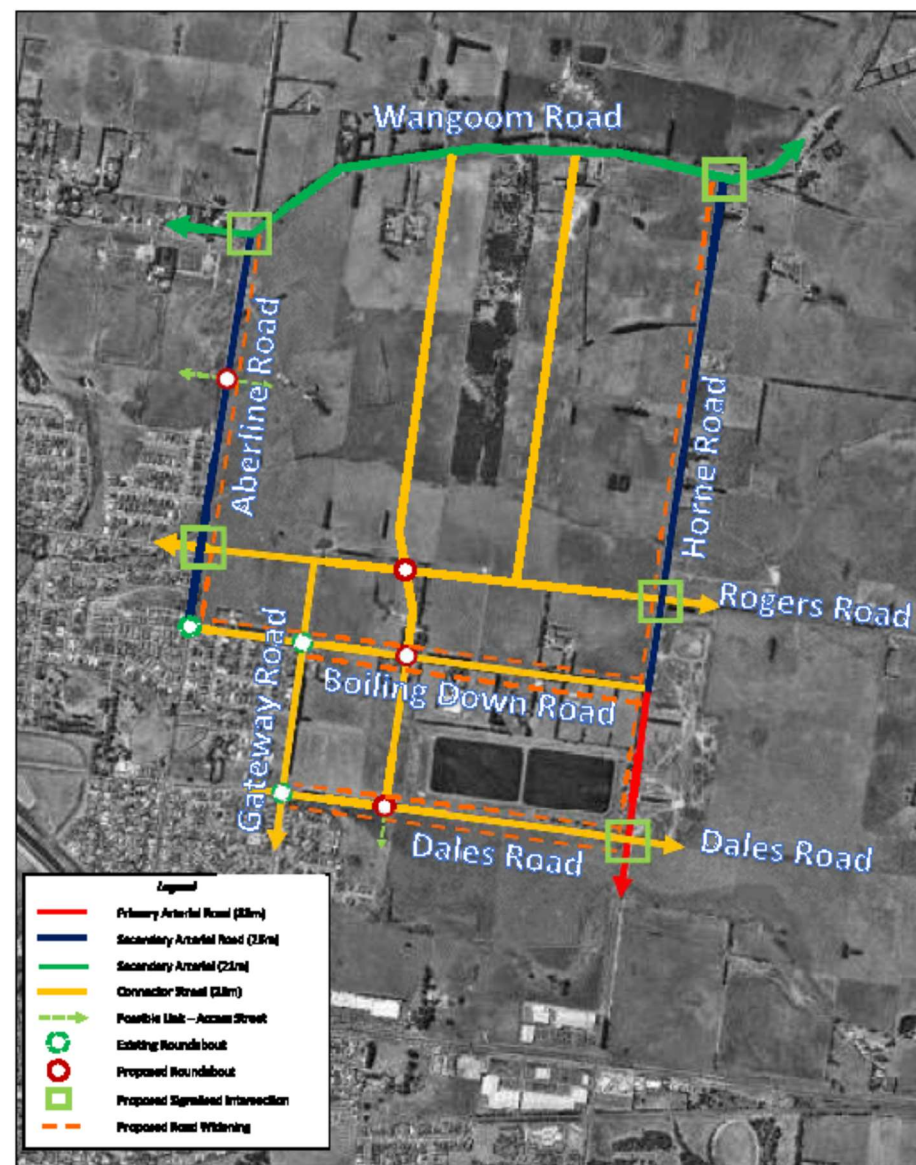 Wangoom Road
Aberline Road
Horne Road
Rogers Road
Gateway Road
Boiling Down Road
Dales Road
Dales Road
Legend
Primary Arterial Road
Secondary Arterial Road
Secondary Arterial (21m)
Connector Street
Possible Link – Access Street
Existing Roundabout
Proposed Roundabout
Proposed Signalised Intersection
Proposed Road Widening